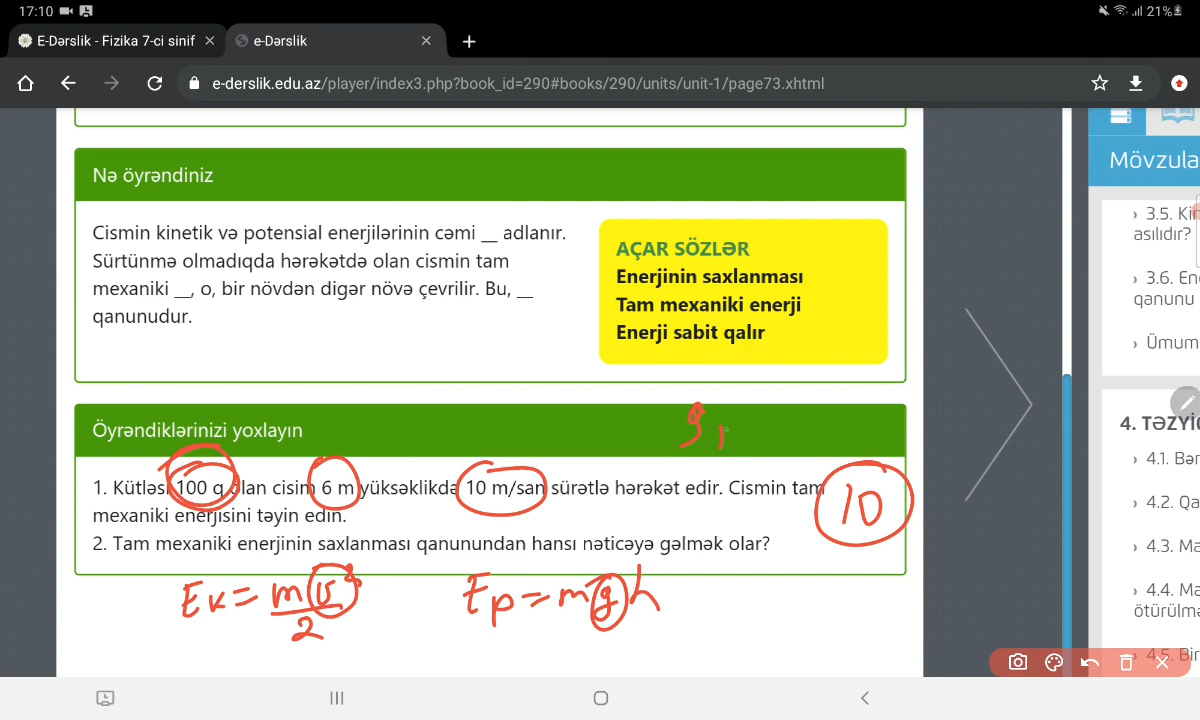 17:10
21%
E-Dərslik - Fizika 7-ci sinif
e-Dərslik
e-derslik.edu.az/player/index3.php?book_id=290#books/290/units/unit-1/page73.xhtml
Nə öyrəndiniz
Cismin kinetik və potensial enerjilərinin cəmi __ adlanır.
Sürtünmə olmadıqda hərəkətdə olan cismin tam
mexaniki __, o, bir növdən digər növə çevrilir. Bu, __
qanunudur.
AÇAR SÖZLƏR
Enerjinin saxlanması
Tam mexaniki enerji
Enerji sabit qalır
Öyrəndiklərinizi yoxlayın
1. Kütləsi 100 q olan cisim 6 m yüksəklikdə 10 m/san sürətlə hərəkət edir. Cismin tam
mexaniki enerjisini təyin edin.
2. Tam mexaniki enerjinin saxlanması qanunundan hansı nəticəyə gəlmək olar?
10
Ek = mv²/2
Ep = mgh
Mövzula
› 3.5. Kin
asılıdır?
› 3.6. En
qanunu
› Ümum
4. TƏZYİQ
› 4.1. Bər
› 4.2. Qa
› 4.3. Ma
› 4.4. Ma
ötürülmə
› 4.5. Bir